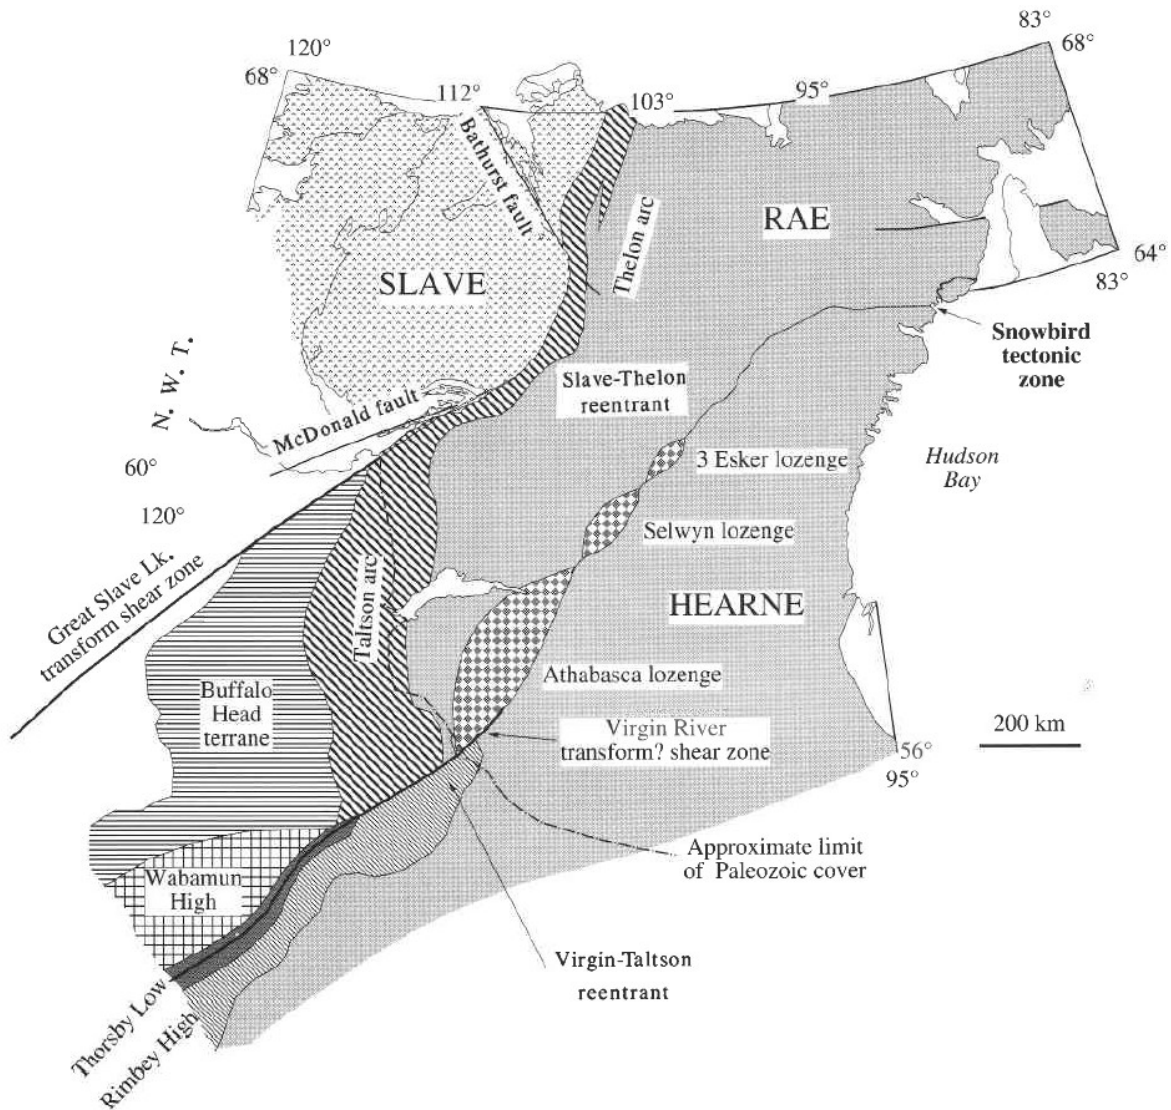 83°
120°
68°
68°
112°
103°
95°
Bathurst fault
Thelon arc
RAE
SLAVE
64°
83°
Snowbird
tectonic
zone
N. W. T.
Slave-Thelon
reentrant
McDonald fault
60°
3 Esker lozenge
Hudson
Bay
120°
Selwyn lozenge
Great Slave Lk.
transform shear zone
Taltson arc
HEARNE
Athabasca lozenge
Buffalo
Head
terrane
Virgin River
transform? shear zone
200 km
56°
95°
Approximate limit
of Paleozoic cover
Wabamun
High
Virgin-Taltson
reentrant
Thorsby Low
Rimbey High